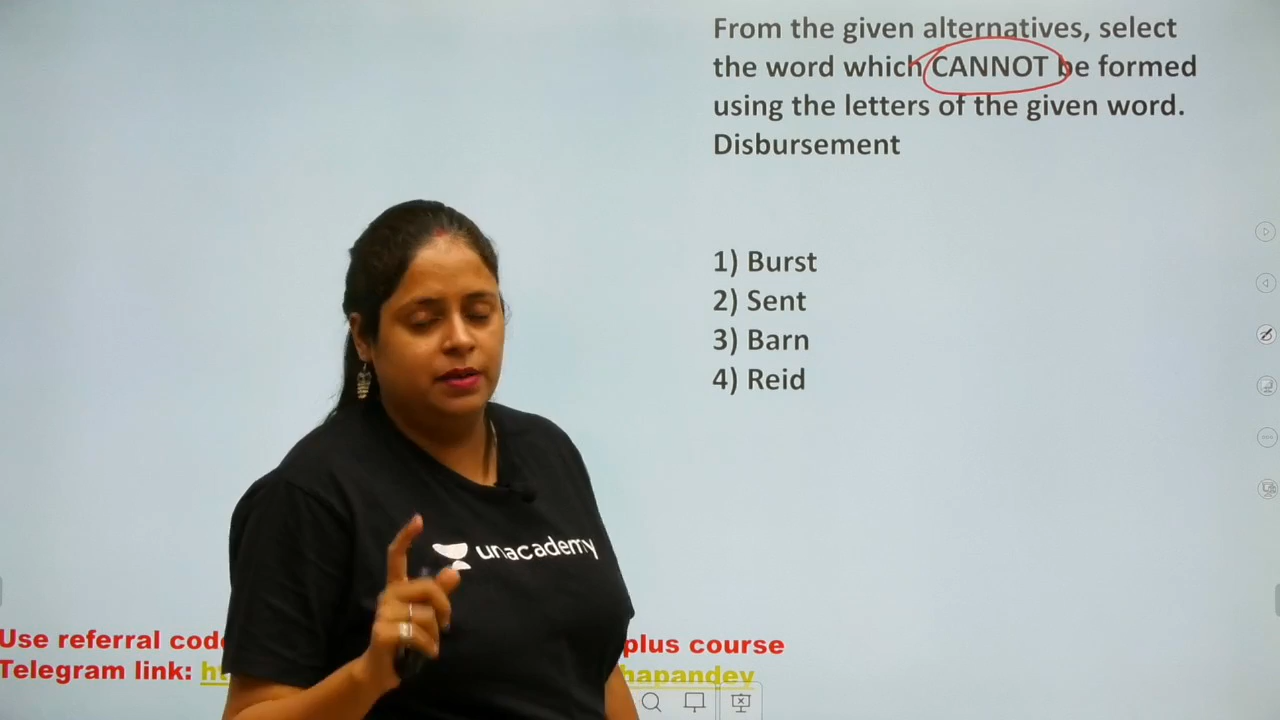 From the given alternatives, select
the word which CANNOT be formed
using the letters of the given word.
Disbursement
1) Burst
2) Sent
3) Barn
4) Reid
unacademy
Use referral code
plus course
Telegram link: